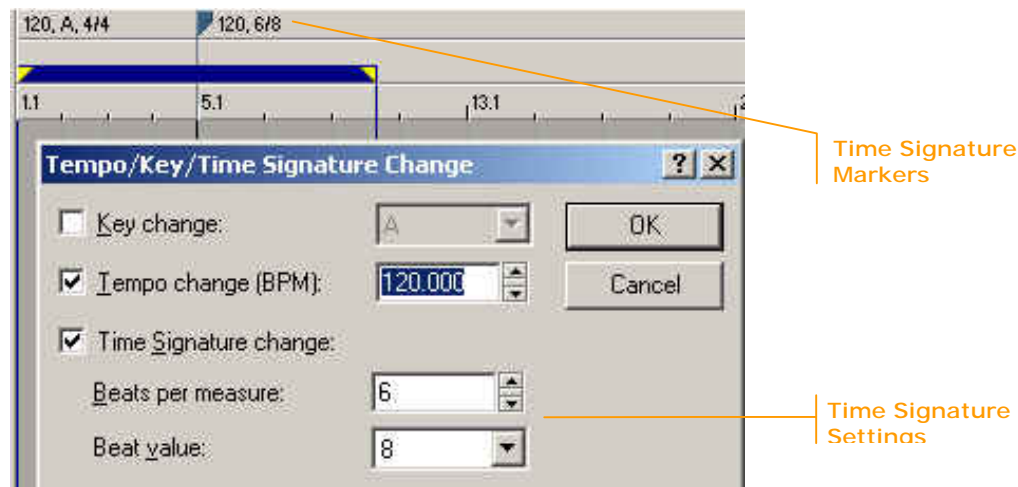 120, A, 4/4 120, 6/8
1.1 5.1 13.1
Tempo/Key/Time Signature Change
Key change: A OK
Tempo change (BPM): 120.000 Cancel
Time Signature change:
Beats per measure: 6
Beat value: 8
Time Signature
Markers
Time Signature
Settings